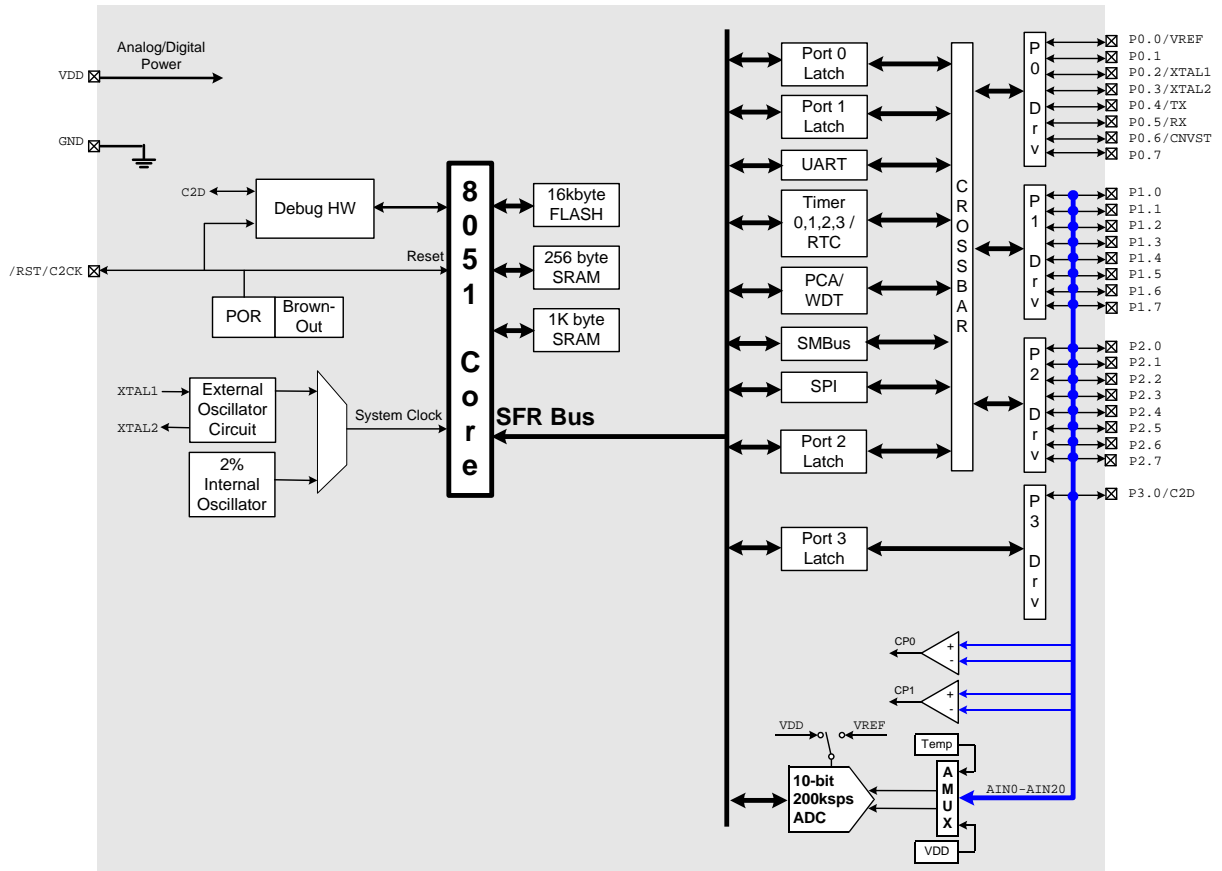 Analog/Digital
Power
VDD
GND
C2D
Debug HW
/RST/C2CK
Reset
POR
Brown-
Out
XTAL1
XTAL2
External
Oscillator
Circuit
2%
Internal
Oscillator
System Clock
8
0
5
1
C
o
r
e
16kbyte
FLASH
256 byte
SRAM
1K byte
SRAM
SFR Bus
Port 0
Latch
Port 1
Latch
UART
Timer
0,1,2,3 /
RTC
PCA/
WDT
SMBus
SPI
Port 2
Latch
Port 3
Latch
C
R
O
S
S
B
A
R
P
0
D
r
v
P
1
D
r
v
P
2
D
r
v
P
3
D
r
v
P0.0/VREF
P0.1
P0.2/XTAL1
P0.3/XTAL2
P0.4/TX
P0.5/RX
P0.6/CNVST
P0.7
P1.0
P1.1
P1.2
P1.3
P1.4
P1.5
P1.6
P1.7
P2.0
P2.1
P2.2
P2.3
P2.4
P2.5
P2.6
P2.7
P3.0/C2D
CP0
+
-
CP1
+
-
VDD
VREF
Temp
10-bit
200ksps
ADC
A
M
U
X
AIN0-AIN20
VDD